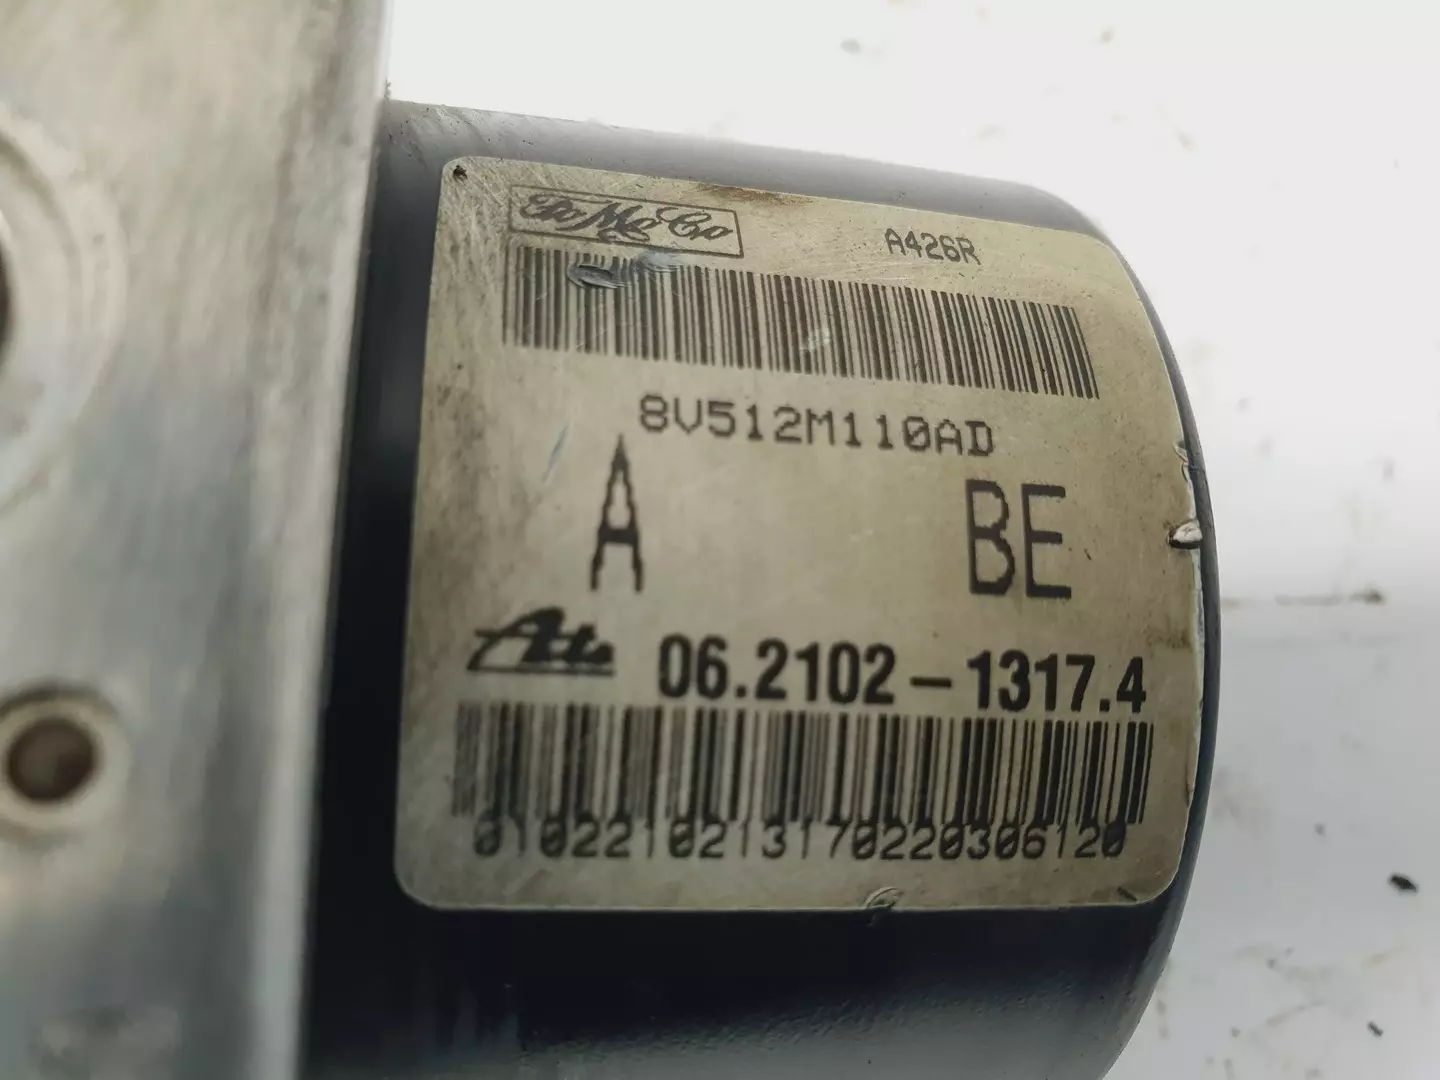 FoMoCo
A426R
8V512M110AD
A BE
Ate 06.2102-1317.4
0102210213170220306120